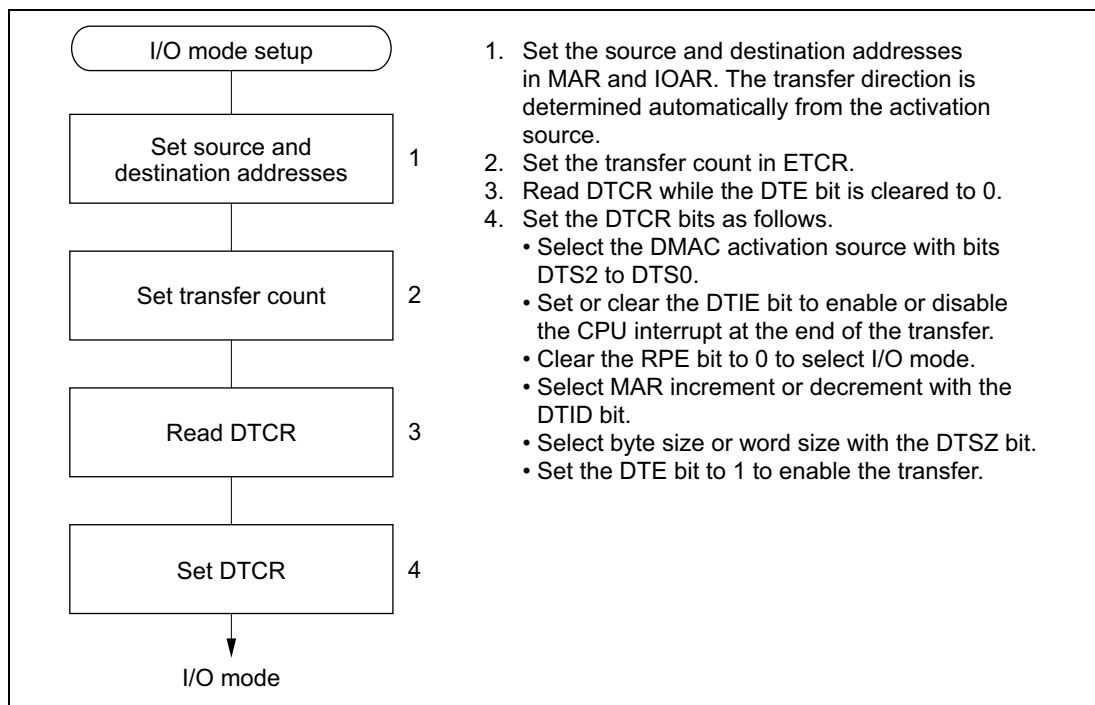 I/O mode setup
Set source and
destination addresses
1
Set transfer count
2
Read DTCR
3
Set DTCR
4
I/O mode
1. Set the source and destination addresses
in MAR and IOAR. The transfer direction is
determined automatically from the activation
source.
2. Set the transfer count in ETCR.
3. Read DTCR while the DTE bit is cleared to 0.
4. Set the DTCR bits as follows.
• Select the DMAC activation source with bits
DTS2 to DTS0.
• Set or clear the DTIE bit to enable or disable
the CPU interrupt at the end of the transfer.
• Clear the RPE bit to 0 to select I/O mode.
• Select MAR increment or decrement with the
DTID bit.
• Select byte size or word size with the DTSZ bit.
• Set the DTE bit to 1 to enable the transfer.